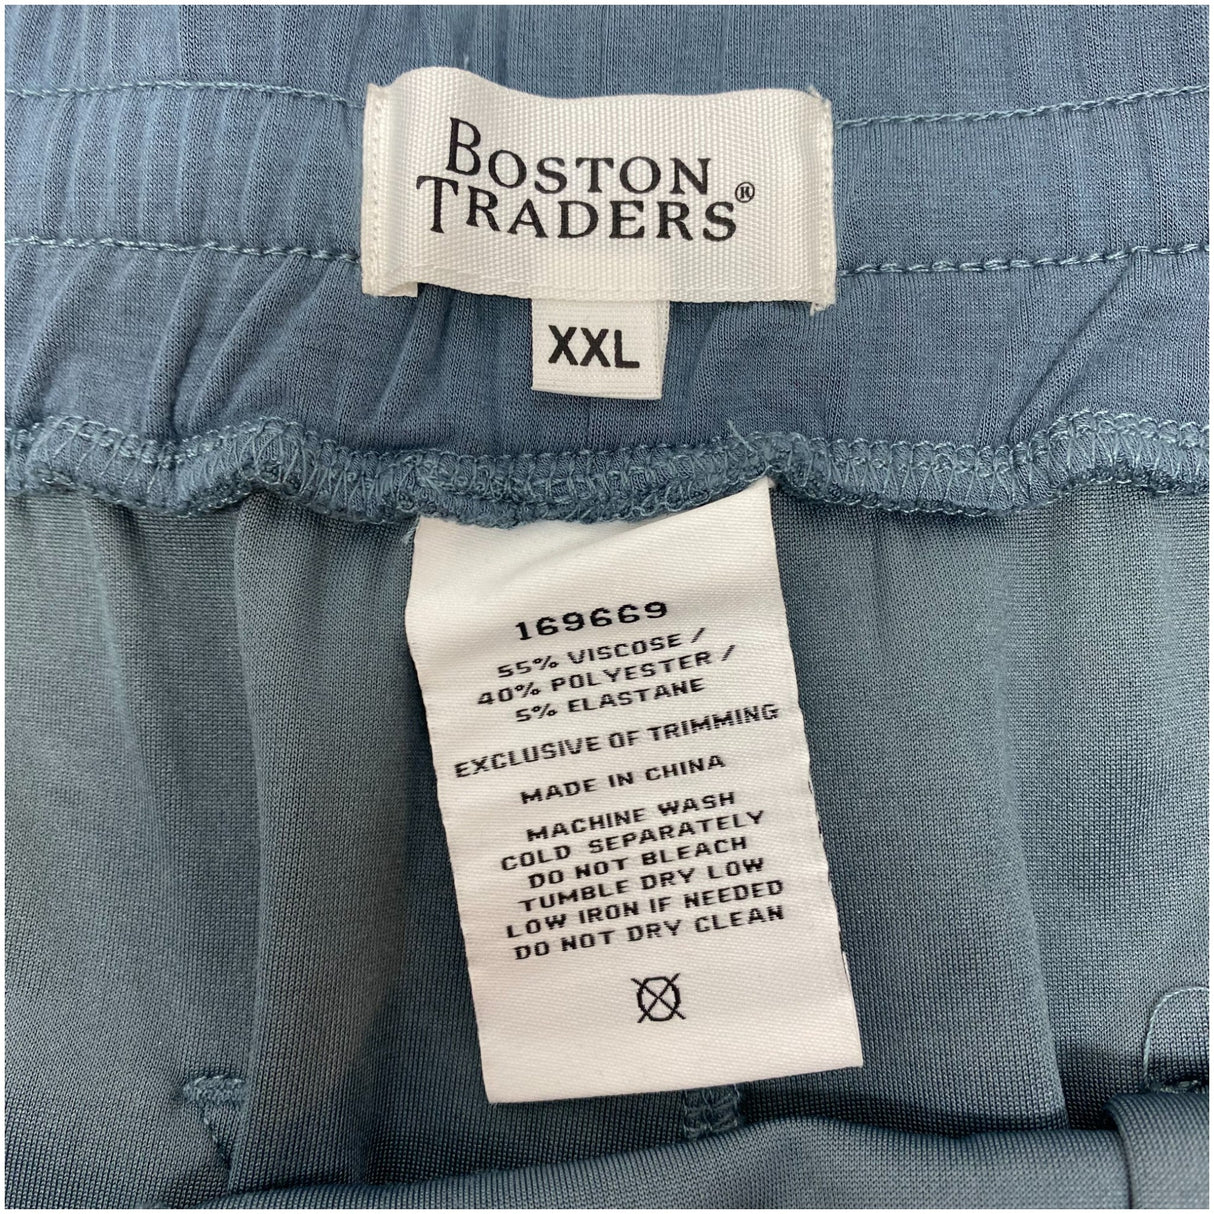 BOSTON
TRADERS®
XXL
169669
55% VISCOSE /
40% POLYESTER /
5% ELASTANE
EXCLUSIVE OF TRIMMING
MADE IN CHINA
MACHINE WASH
COLD SEPARATELY
DO NOT BLEACH
TUMBLE DRY LOW
LOW IRON IF NEEDED
DO NOT DRY CLEAN